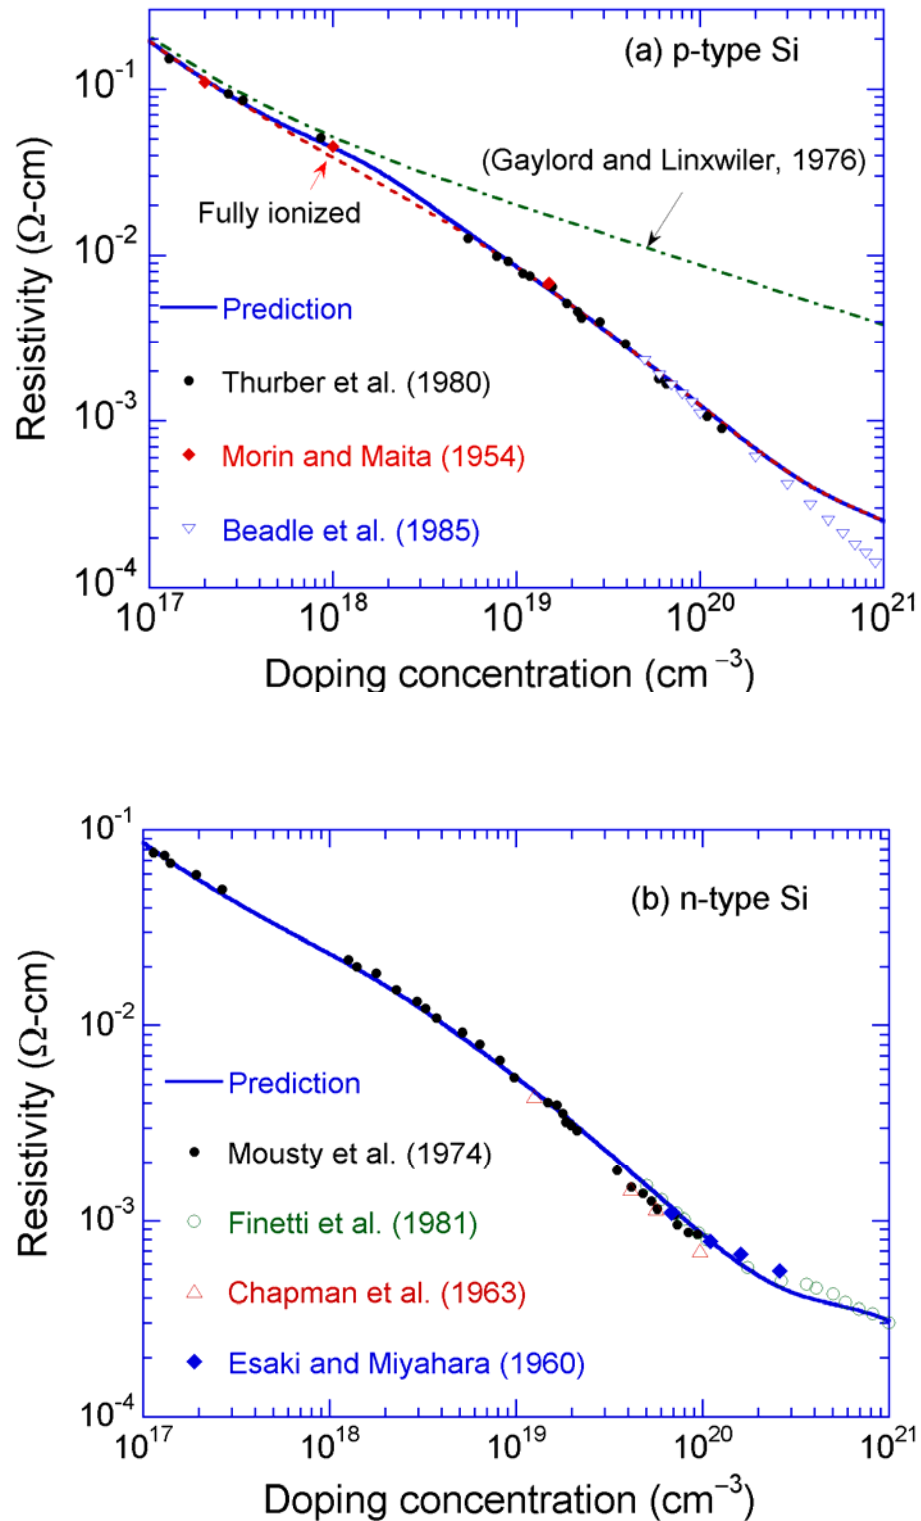 (a) p-type Si
10⁻¹
(Gaylord and Linxwiler, 1976)
Fully ionized
10⁻²
Resistivity (Ω-cm)
Prediction
Thurber et al. (1980)
10⁻³
Morin and Maita (1954)
Beadle et al. (1985)
10⁻⁴
10¹⁷ 10¹⁸ 10¹⁹ 10²⁰ 10²¹
Doping concentration (cm⁻³)
10⁻¹
(b) n-type Si
10⁻²
Resistivity (Ω-cm)
Prediction
Mousty et al. (1974)
10⁻³
Finetti et al. (1981)
Chapman et al. (1963)
Esaki and Miyahara (1960)
10⁻⁴
10¹⁷ 10¹⁸ 10¹⁹ 10²⁰ 10²¹
Doping concentration (cm⁻³)